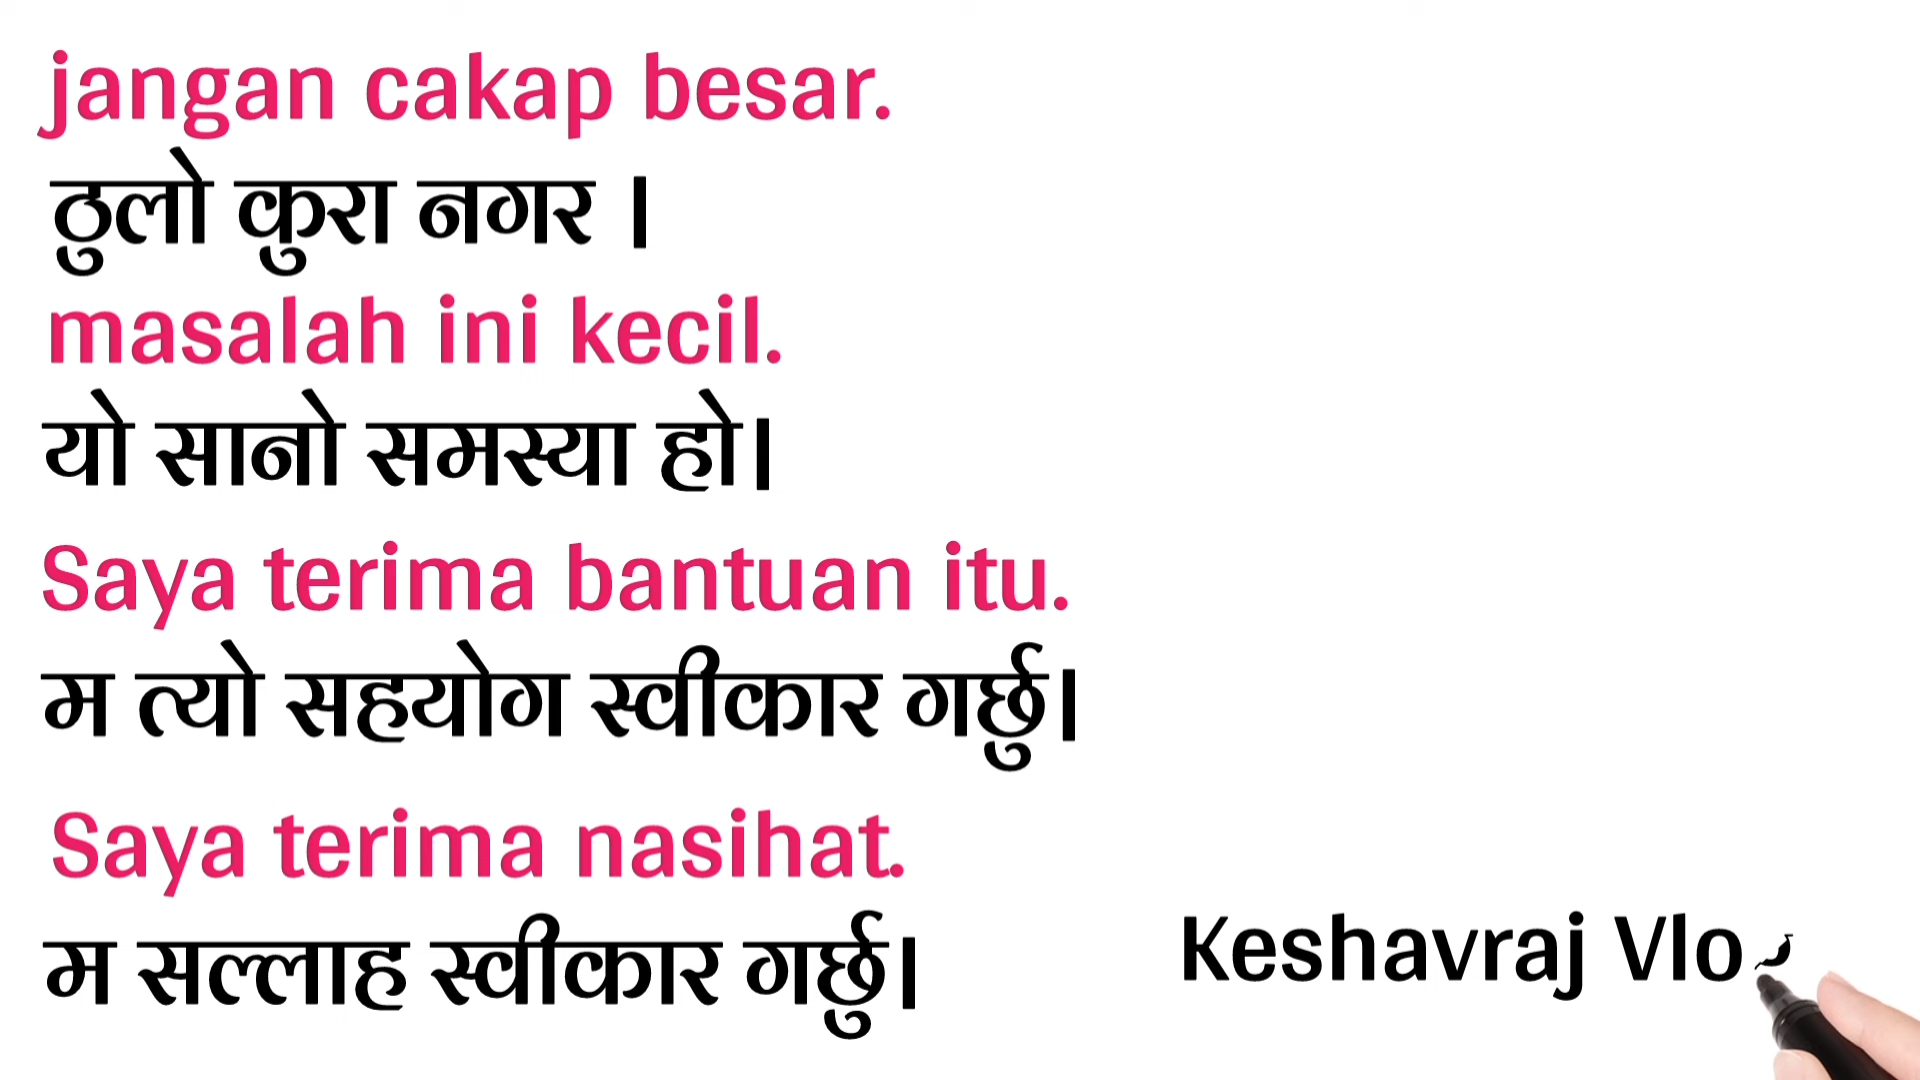 jangan cakap besar.
ठुलो कुरा नगर ।
masalah ini kecil.
यो सानो समस्या हो।
Saya terima bantuan itu.
म त्यो सहयोग स्वीकार गर्छु।
Saya terima nasihat.
म सल्लाह स्वीकार गर्छु।
Keshavraj